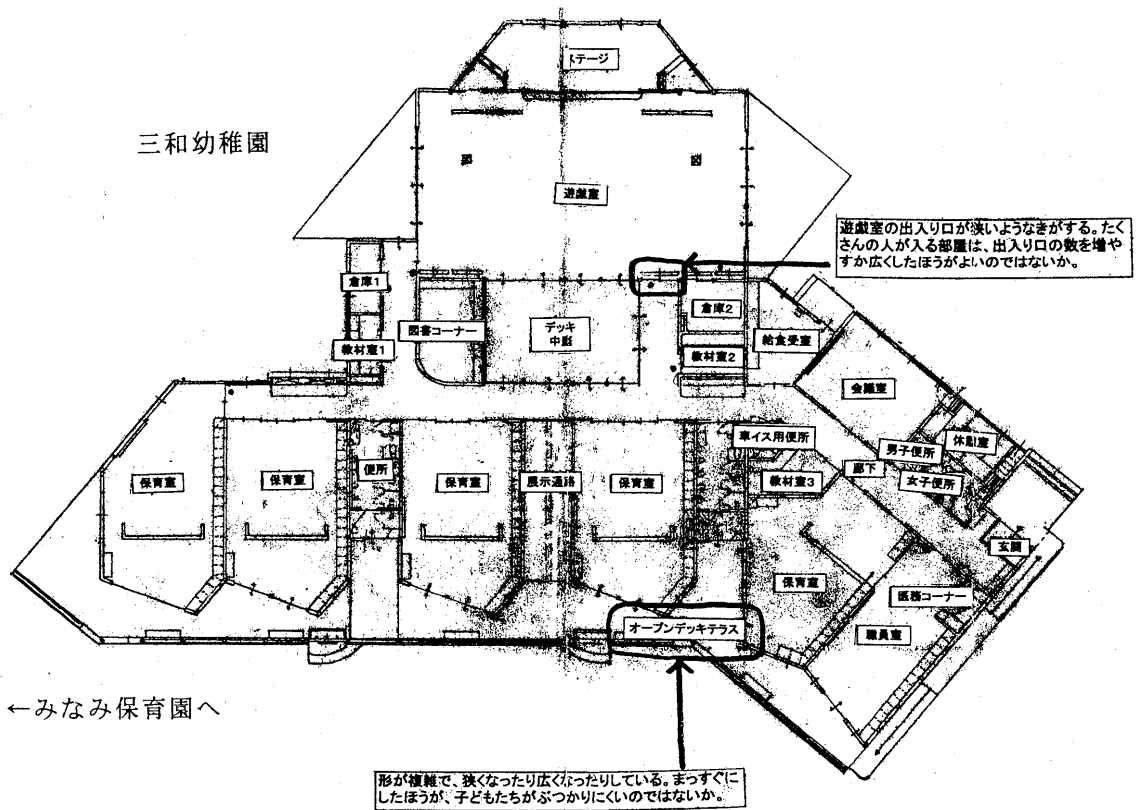 ステージ
三和幼稚園
遊戯室
遊戯室の出入り口が狭いようなきがする。たく
さんの人が入る部屋は、出入り口の数を増や
すか広くしたほうがよいのではないか。
倉庫1
図書コーナー
デッキ
中庭
倉庫2
給食受室
教材室1
教材室2
会議室
休憩室
男子便所
女子便所
車イス用便所
廊下
教材室3
保育室
保育室
便所
保育室
展示通路
保育室
玄関
保育室
医務コーナー
職員室
オープンデッキテラス
←みなみ保育園へ
形が複雑で、狭くなったり広くなったりしている。まっすぐに
したほうが、子どもたちがぶつかりにくいのではないか。